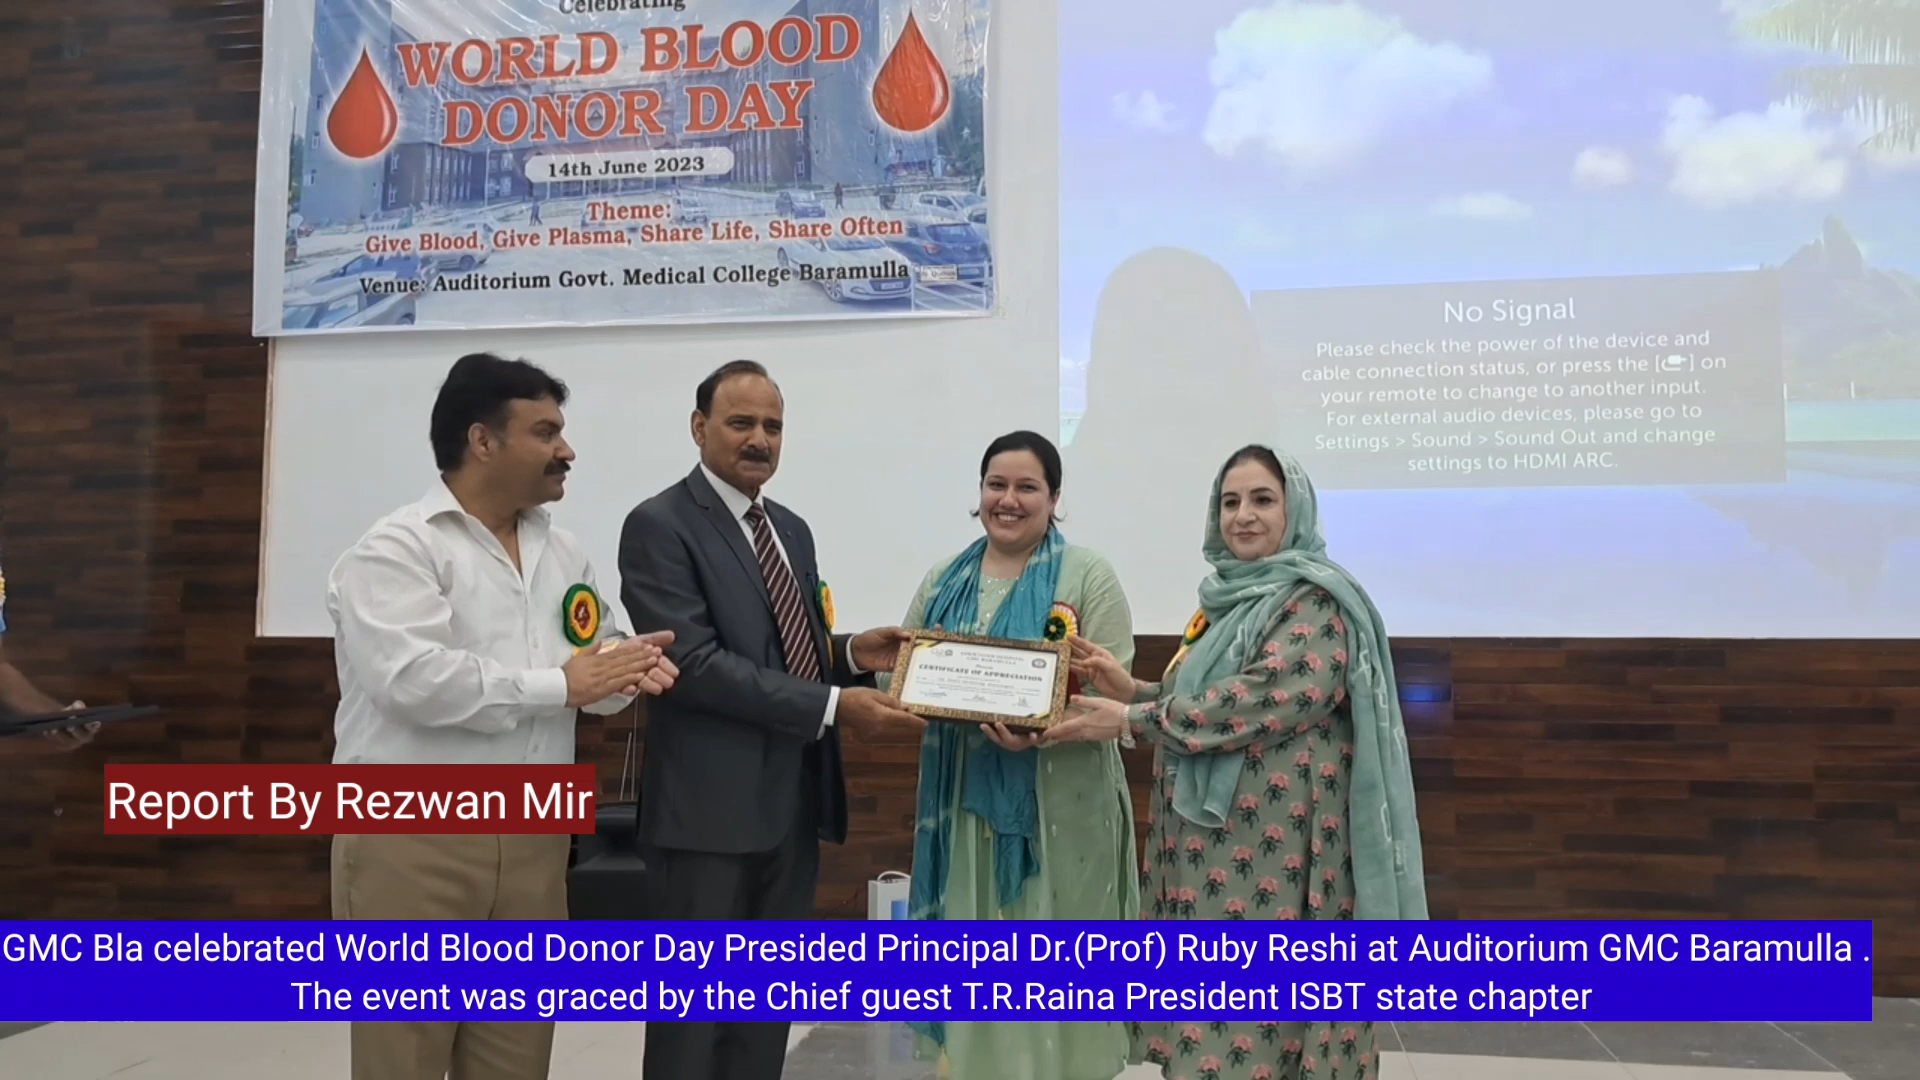 Celebrating
WORLD BLOOD
DONOR DAY
14th June 2023
Theme:
Give Blood, Give Plasma, Share Life, Share Often
Venue: Auditorium Govt. Medical College Baramulla
No Signal
Please check the power of the device and
cable connection status, or press the [ ] on
your remote to change to another input.
For external audio devices, please go to
Settings > Sound > Sound Out and change
settings to HDMI ARC.
CERTIFICATE OF APPRECIATION
Report By Rezwan Mir
GMC Bla celebrated World Blood Donor Day Presided Principal Dr.(Prof) Ruby Reshi at Auditorium GMC Baramulla .
The event was graced by the Chief guest T.R.Raina President ISBT state chapter